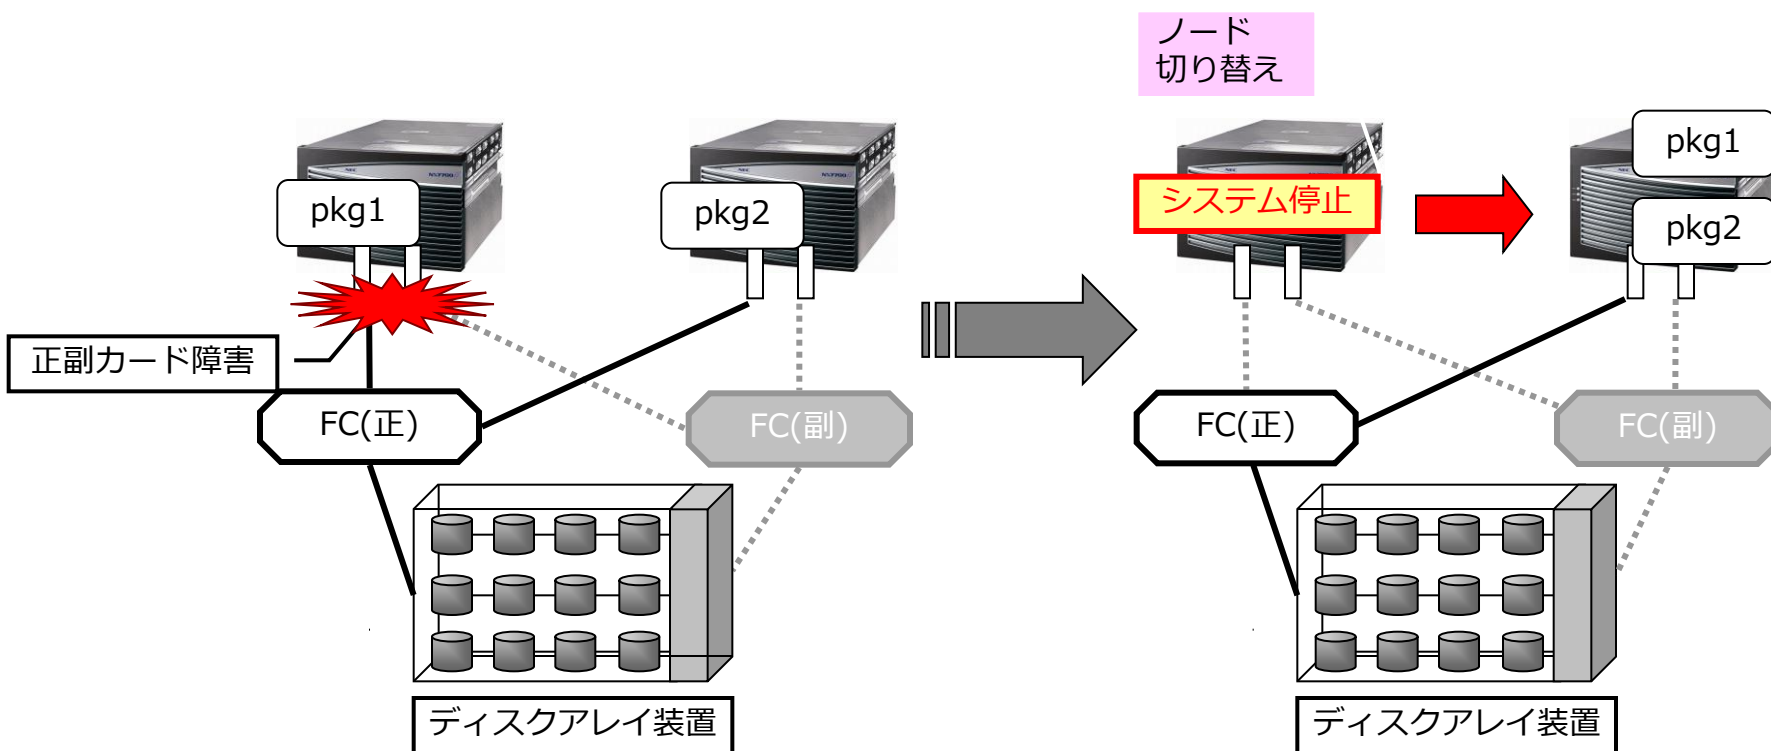 ノード
切り替え
pkg1
pkg2
システム停止
pkg1
pkg2
正副カード障害
FC(正)
FC(副)
FC(正)
FC(副)
ディスクアレイ装置
ディスクアレイ装置